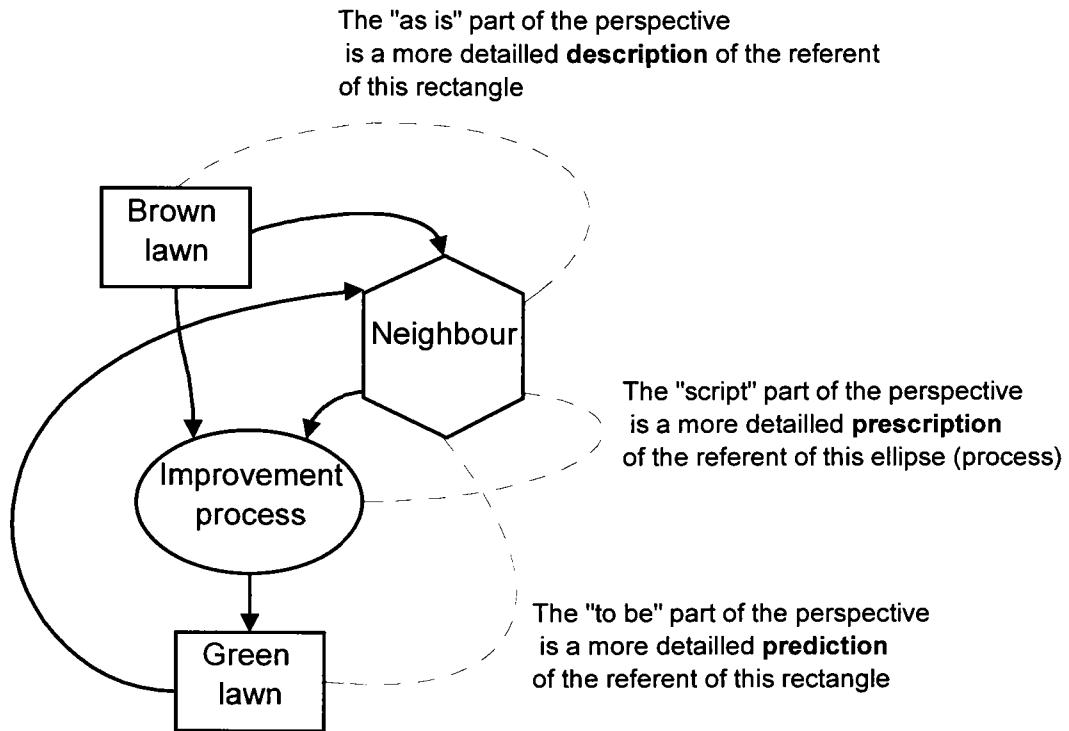 The "as is" part of the perspective
is a more detailled description of the referent
of this rectangle
Brown
lawn
Neighbour
The "script" part of the perspective
is a more detailled prescription
of the referent of this ellipse (process)
Improvement
process
The "to be" part of the perspective
is a more detailled prediction
of the referent of this rectangle
Green
lawn